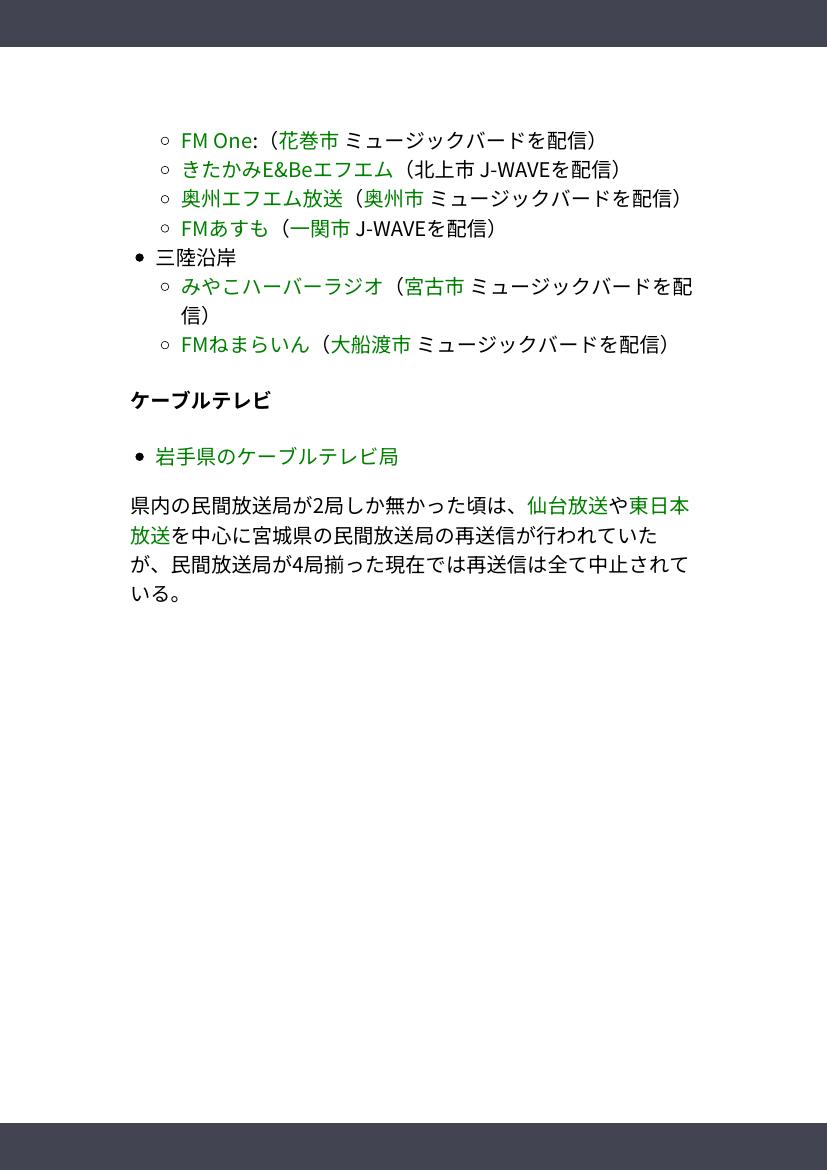 FM One:（花巻市 ミュージックバードを配信）
きたかみE&Beエフエム（北上市 J-WAVEを配信）
奥州エフエム放送（奥州市 ミュージックバードを配信）
FMあすも（一関市 J-WAVEを配信）
三陸沿岸
みやこハーバーラジオ（宮古市 ミュージックバードを配
信）
FMねまらいん（大船渡市 ミュージックバードを配信）
ケーブルテレビ
岩手県のケーブルテレビ局
県内の民間放送局が2局しか無かった頃は、仙台放送や東日本
放送を中心に宮城県の民間放送局の再送信が行われていた
が、民間放送局が4局揃った現在では再送信は全て中止されて
いる。